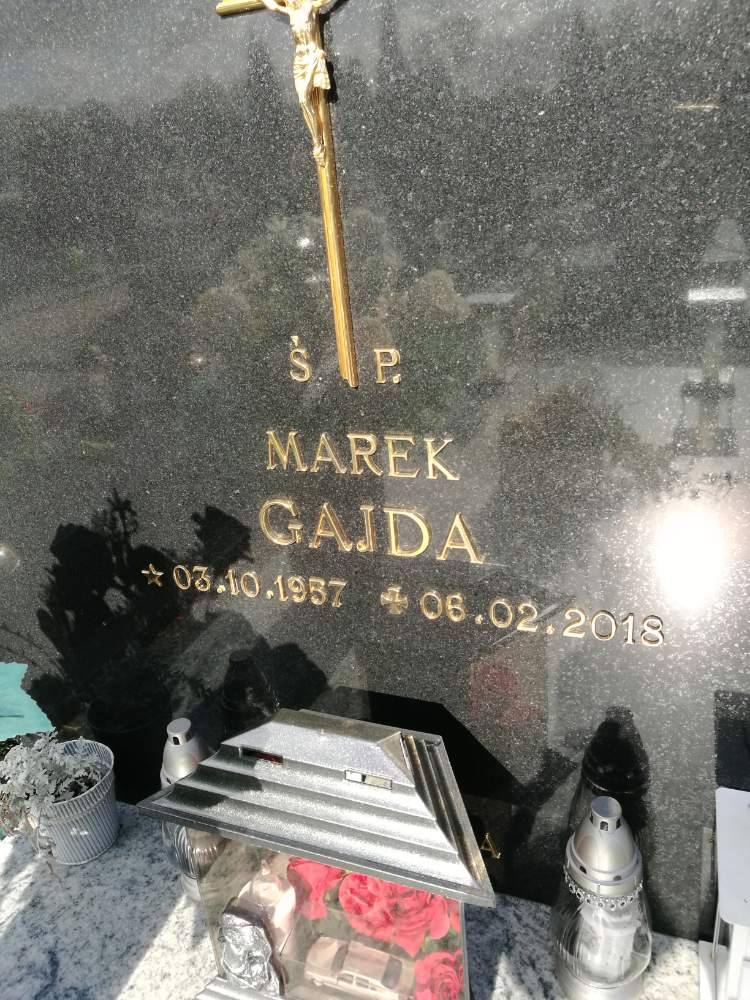 Ś P.
MAREK
GAJDA
☆ 03.10.1957 ✠ 06.02.2018
A